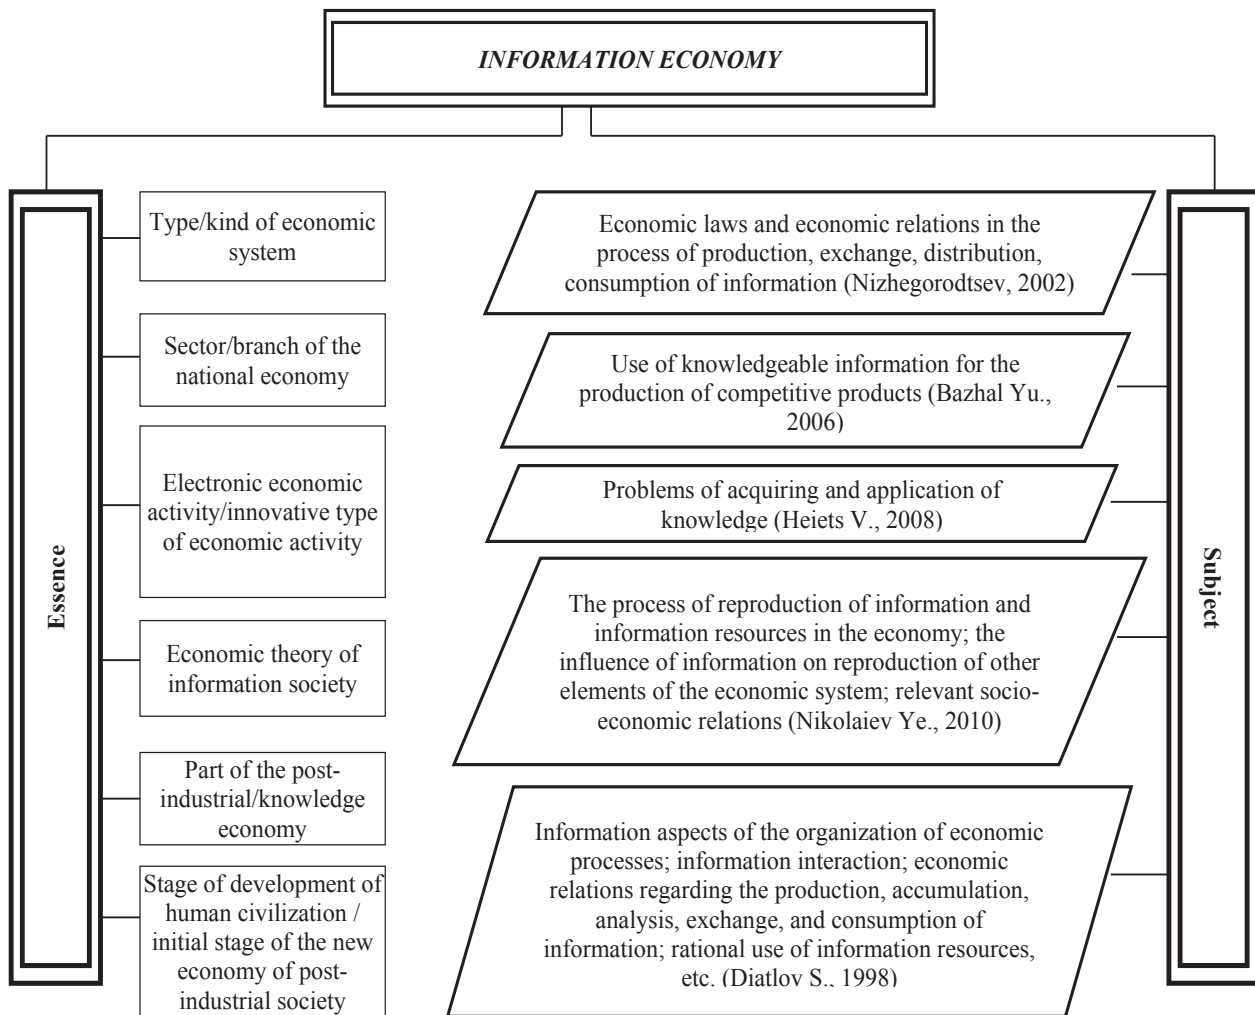 INFORMATION ECONOMY
Essence
Type/kind of economic
system
Sector/branch of the
national economy
Electronic economic
activity/innovative type
of economic activity
Economic theory of
information society
Part of the post-
industrial/knowledge
economy
Stage of development of
human civilization /
initial stage of the new
economy of post-
industrial society
Economic laws and economic relations in the
process of production, exchange, distribution,
consumption of information (Nizhegorodtsev, 2002)
Use of knowledgeable information for the
production of competitive products (Bazhal Yu.,
2006)
Problems of acquiring and application of
knowledge (Heiets V., 2008)
The process of reproduction of information and
information resources in the economy; the
influence of information on reproduction of other
elements of the economic system; relevant socio-
economic relations (Nikolaiev Ye., 2010)
Information aspects of the organization of economic
processes; information interaction; economic
relations regarding the production, accumulation,
analysis, exchange, and consumption of
information; rational use of information resources,
etc. (Diatlov S., 1998)
Subject